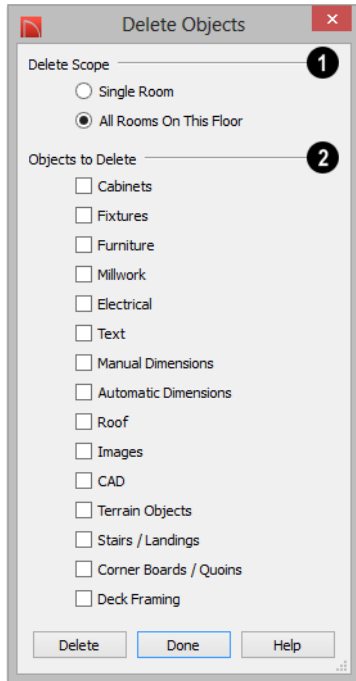 Delete Objects
Delete Scope 1
Single Room
All Rooms On This Floor
Objects to Delete 2
Cabinets
Fixtures
Furniture
Millwork
Electrical
Text
Manual Dimensions
Automatic Dimensions
Roof
Images
CAD
Terrain Objects
Stairs / Landings
Corner Boards / Quoins
Deck Framing
Delete Done Help